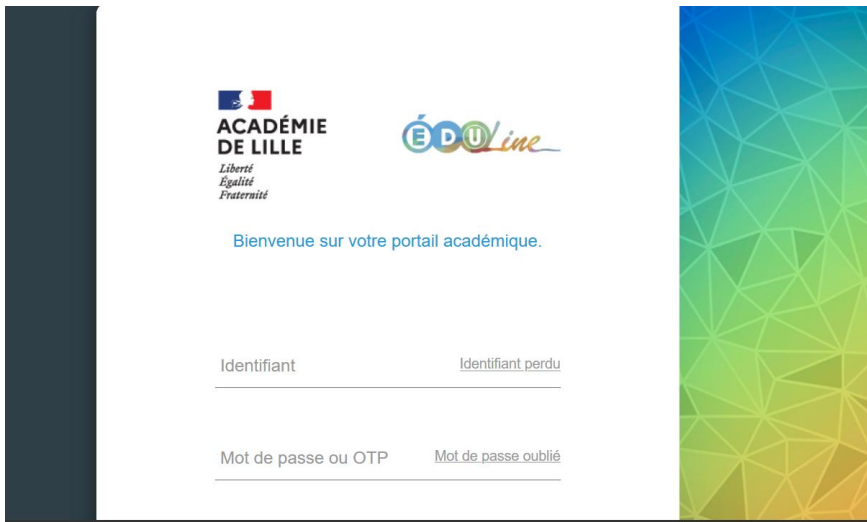 ACADÉMIE
DE LILLE
Liberté
Égalité
Fraternité
ÉDULine
Bienvenue sur votre portail académique.
Identifiant Identifiant perdu
Mot de passe ou OTP Mot de passe oublié